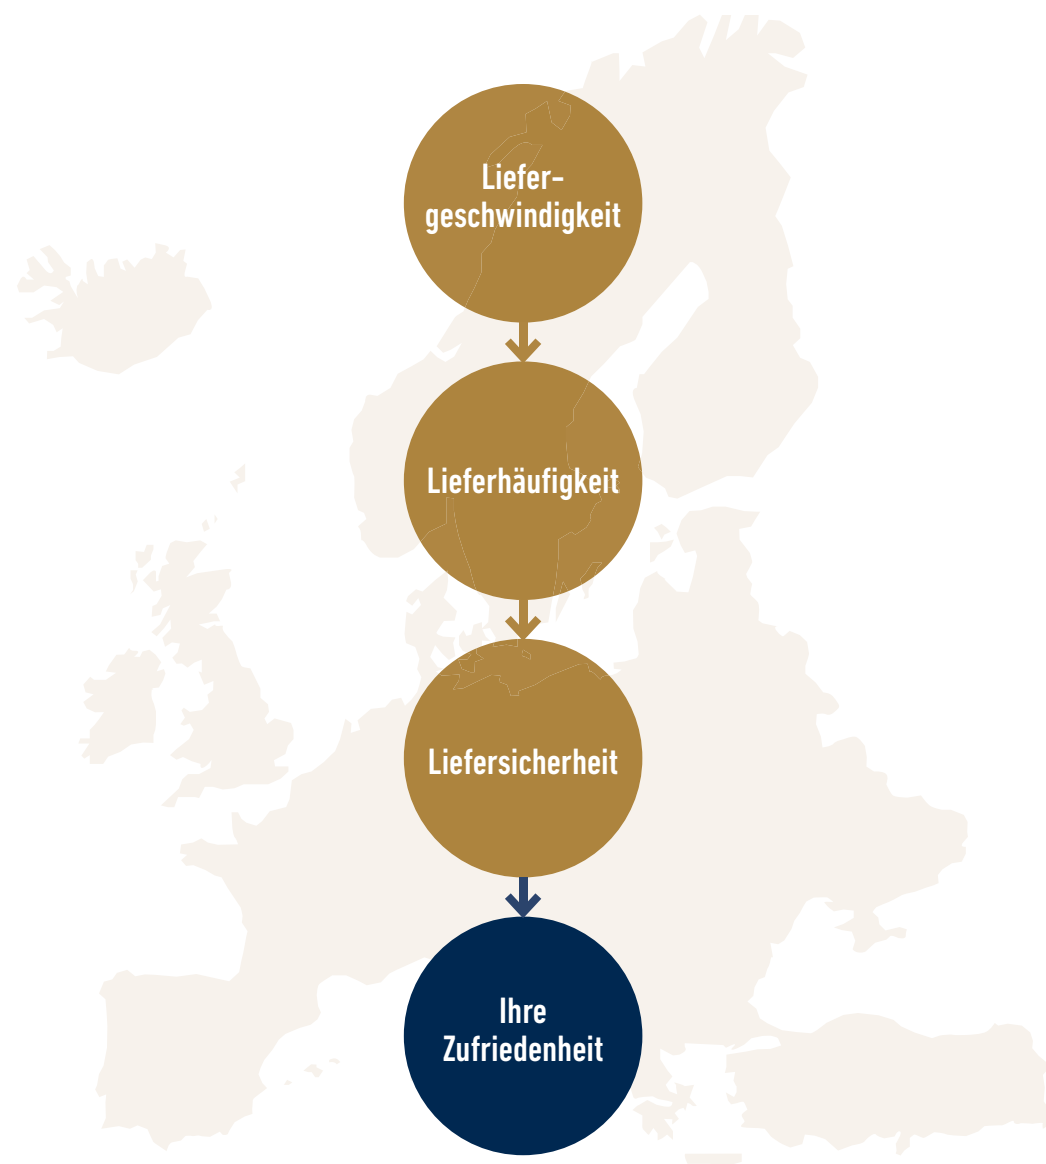 Liefer-
geschwindigkeit
Lieferhäufigkeit
Liefersicherheit
Ihre
Zufriedenheit